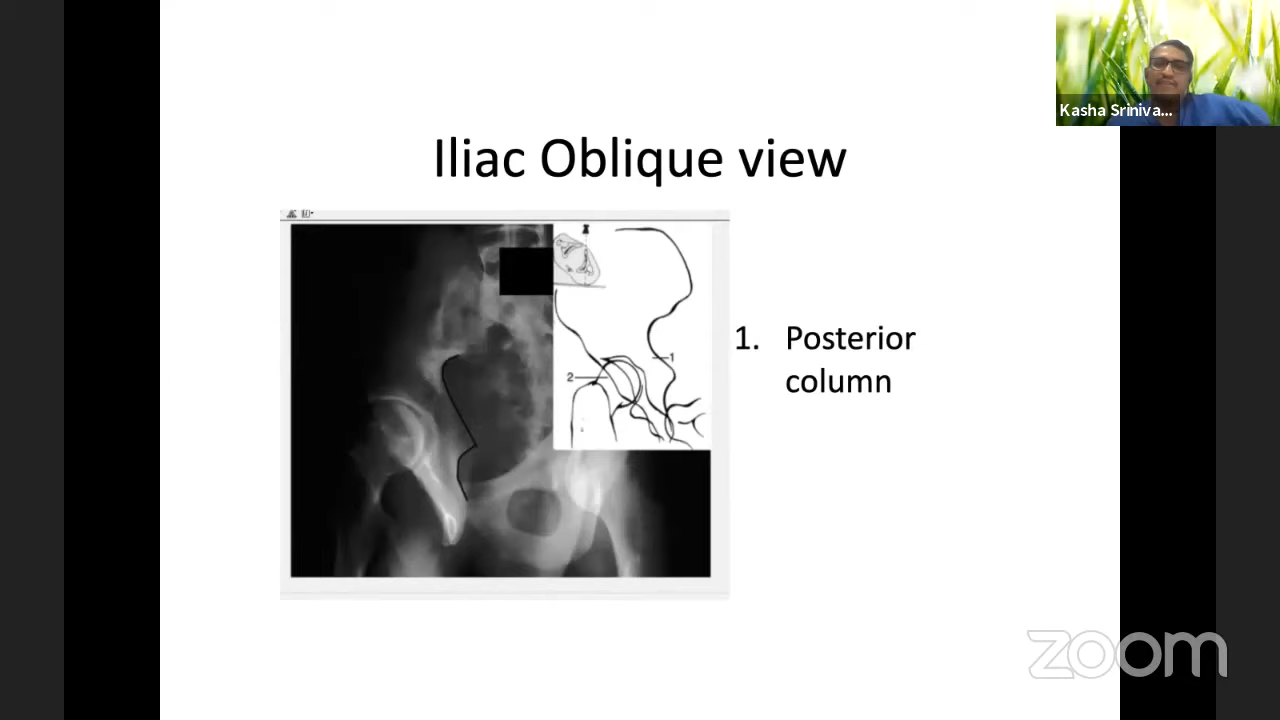 Kasha Sriniva...
Iliac Oblique view
1
2
1. Posterior
column
zoom